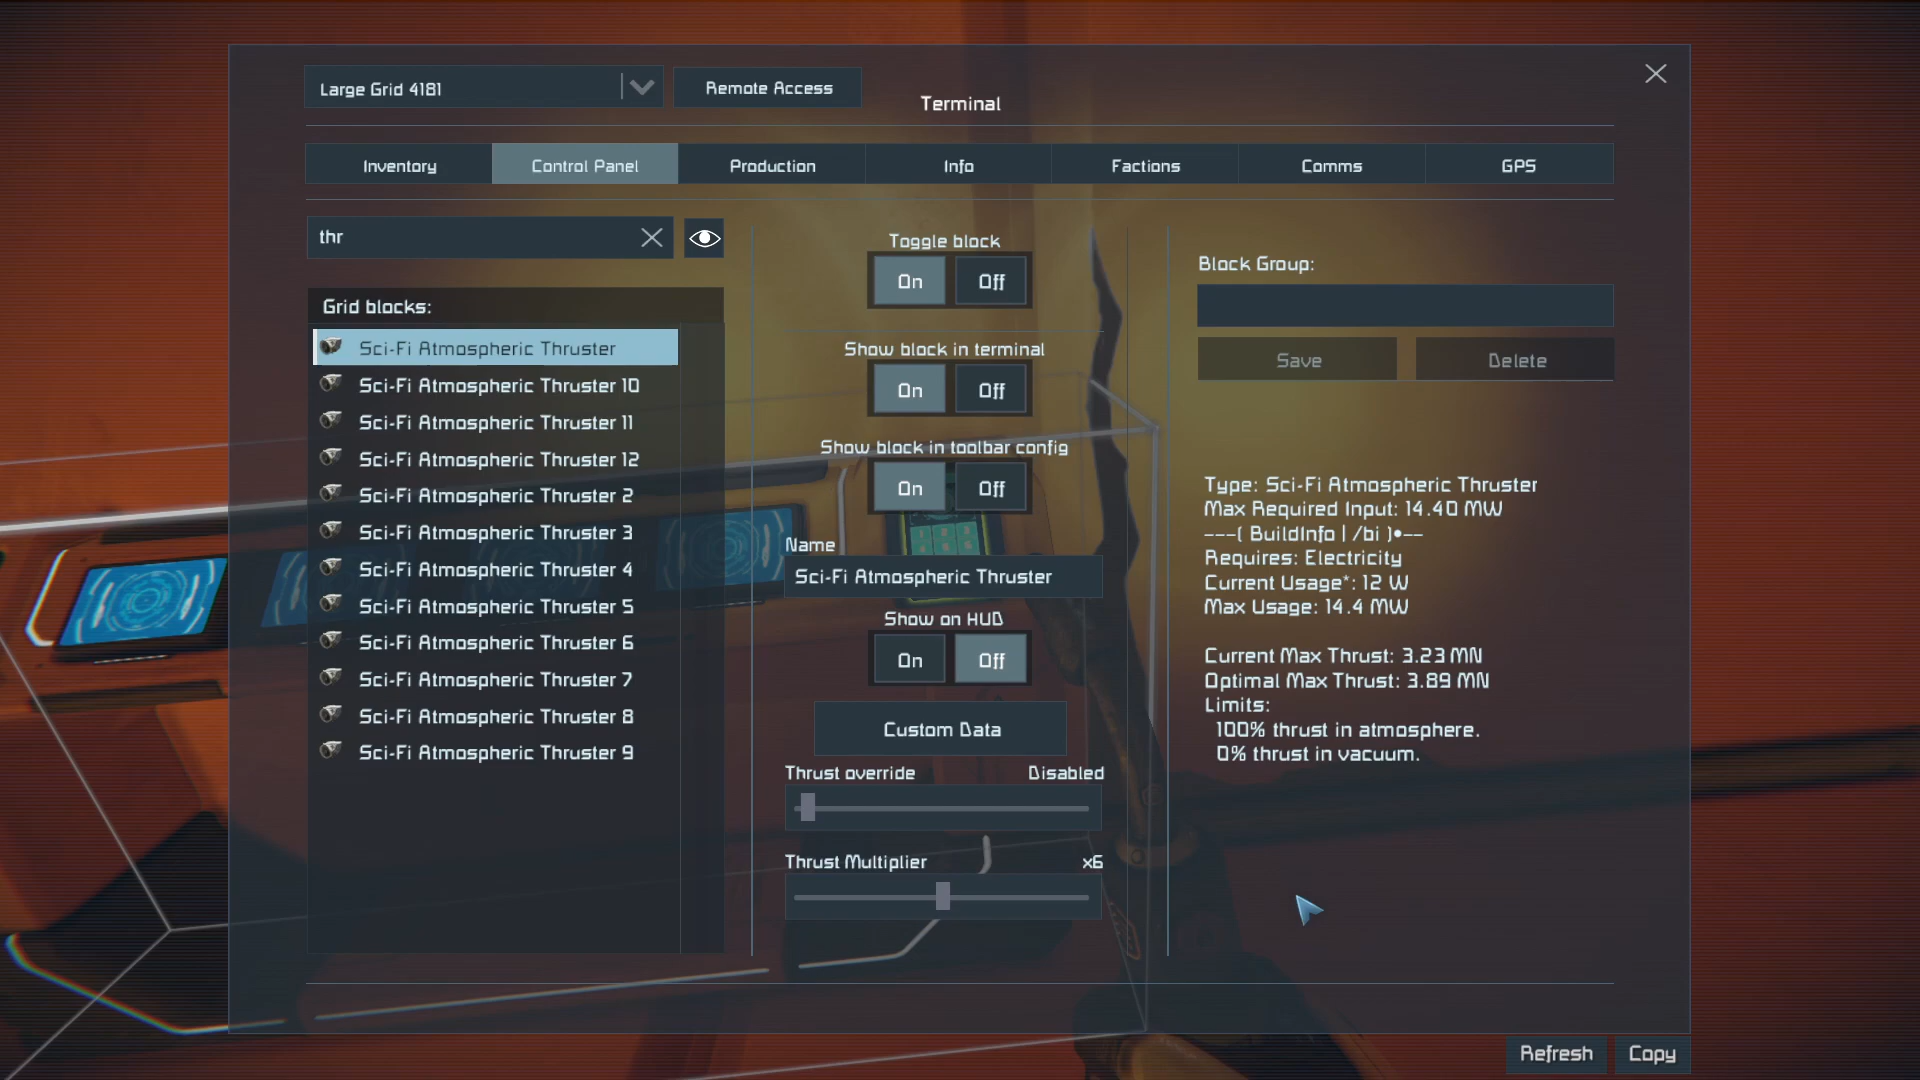 Large Grid 4181
Remote Access
Terminal
Inventory
Control Panel
Production
Info
Factions
Comms
GPS
thr
Grid blocks:
Sci-Fi Atmospheric Thruster
Sci-Fi Atmospheric Thruster 10
Sci-Fi Atmospheric Thruster 11
Sci-Fi Atmospheric Thruster 12
Sci-Fi Atmospheric Thruster 2
Sci-Fi Atmospheric Thruster 3
Sci-Fi Atmospheric Thruster 4
Sci-Fi Atmospheric Thruster 5
Sci-Fi Atmospheric Thruster 6
Sci-Fi Atmospheric Thruster 7
Sci-Fi Atmospheric Thruster 8
Sci-Fi Atmospheric Thruster 9
Toggle block
On Off
Show block in terminal
On Off
Show block in toolbar config
On Off
Name
Sci-Fi Atmospheric Thruster
Show on HUD
On Off
Custom Data
Thrust override Disabled
Thrust Multiplier x6
Block Group:
Save Delete
Type: Sci-Fi Atmospheric Thruster
Max Required Input: 14.40 MW
---( BuildInfo | /bi )•--
Requires: Electricity
Current Usage*: 12 W
Max Usage: 14.4 MW
Current Max Thrust: 3.23 MN
Optimal Max Thrust: 3.89 MN
Limits:
100% thrust in atmosphere.
0% thrust in vacuum.
Refresh Copy